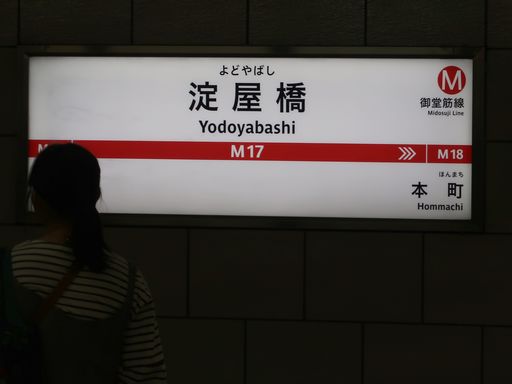 よどやばし
淀屋橋
Yodoyabashi
M
御堂筋線
Midosuji Line
M17
M18
ほんまち
本町
Hommachi